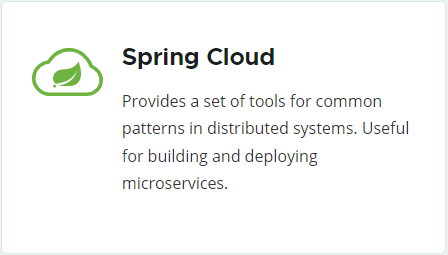 Spring Cloud
Provides a set of tools for common
patterns in distributed systems. Useful
for building and deploying
microservices.